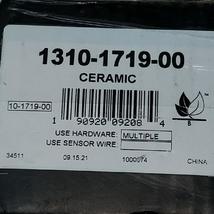 1310-1719-00
CERAMIC
10-1719-00
B
1 90920 09208 4
USE HARDWARE: MULTIPLE
USE SENSOR WIRE
34511 09.15.21 1000974 CHINA